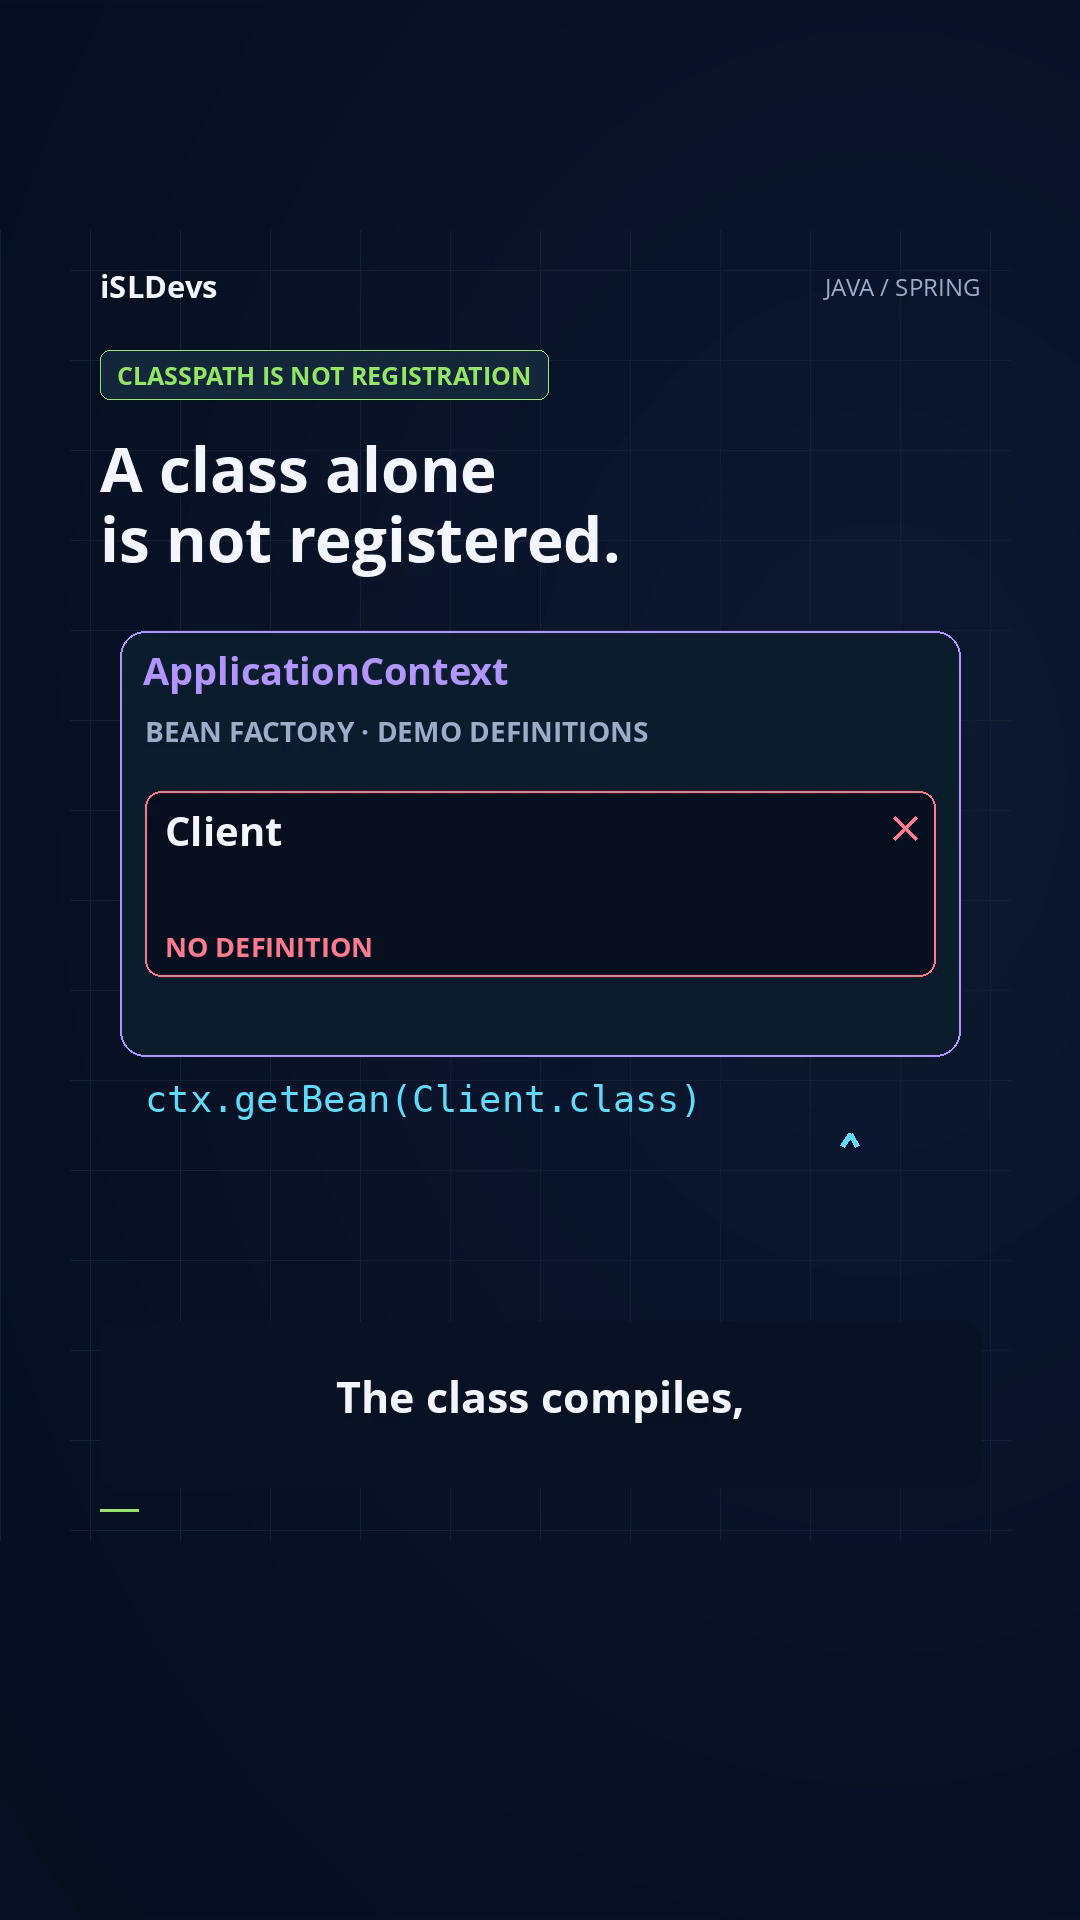 iSLDevs
JAVA / SPRING
CLASSPATH IS NOT REGISTRATION
A class alone
is not registered.
ApplicationContext
BEAN FACTORY · DEMO DEFINITIONS
Client
NO DEFINITION
ctx.getBean(Client.class)
The class compiles,